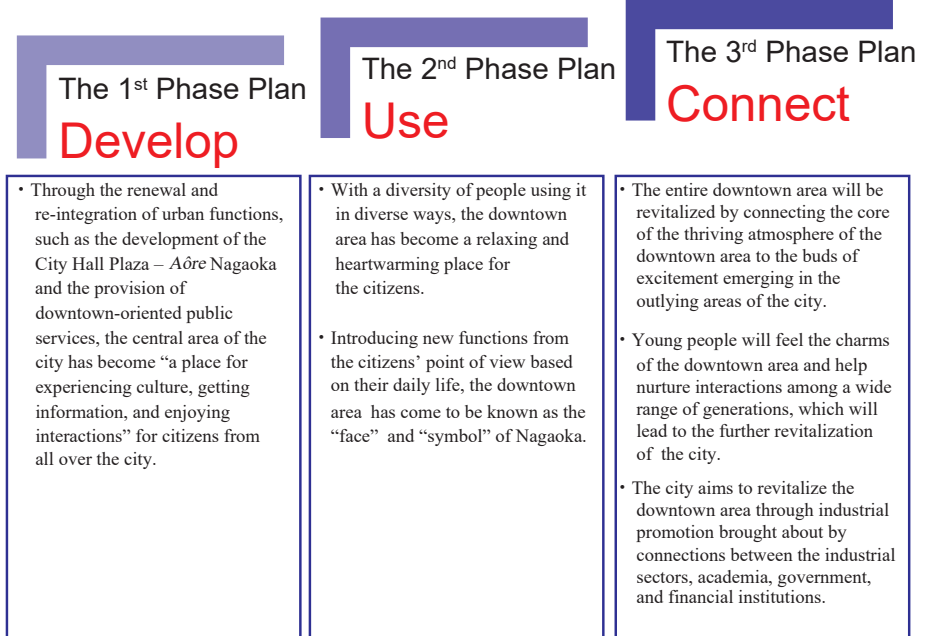 The 1st Phase Plan
Develop
・Through the renewal and
re-integration of urban functions,
such as the development of the
City Hall Plaza – Aôre Nagaoka
and the provision of
downtown-oriented public
services, the central area of the
city has become “a place for
experiencing culture, getting
information, and enjoying
interactions” for citizens from
all over the city.
The 2nd Phase Plan
Use
・With a diversity of people using it
in diverse ways, the downtown
area has become a relaxing and
heartwarming place for
the citizens.
・Introducing new functions from
the citizens’ point of view based
on their daily life, the downtown
area has come to be known as the
“face” and “symbol” of Nagaoka.
The 3rd Phase Plan
Connect
・The entire downtown area will be
revitalized by connecting the core
of the thriving atmosphere of the
downtown area to the buds of
excitement emerging in the
outlying areas of the city.
・Young people will feel the charms
of the downtown area and help
nurture interactions among a wide
range of generations, which will
lead to the further revitalization
of the city.
・The city aims to revitalize the
downtown area through industrial
promotion brought about by
connections between the industrial
sectors, academia, government,
and financial institutions.